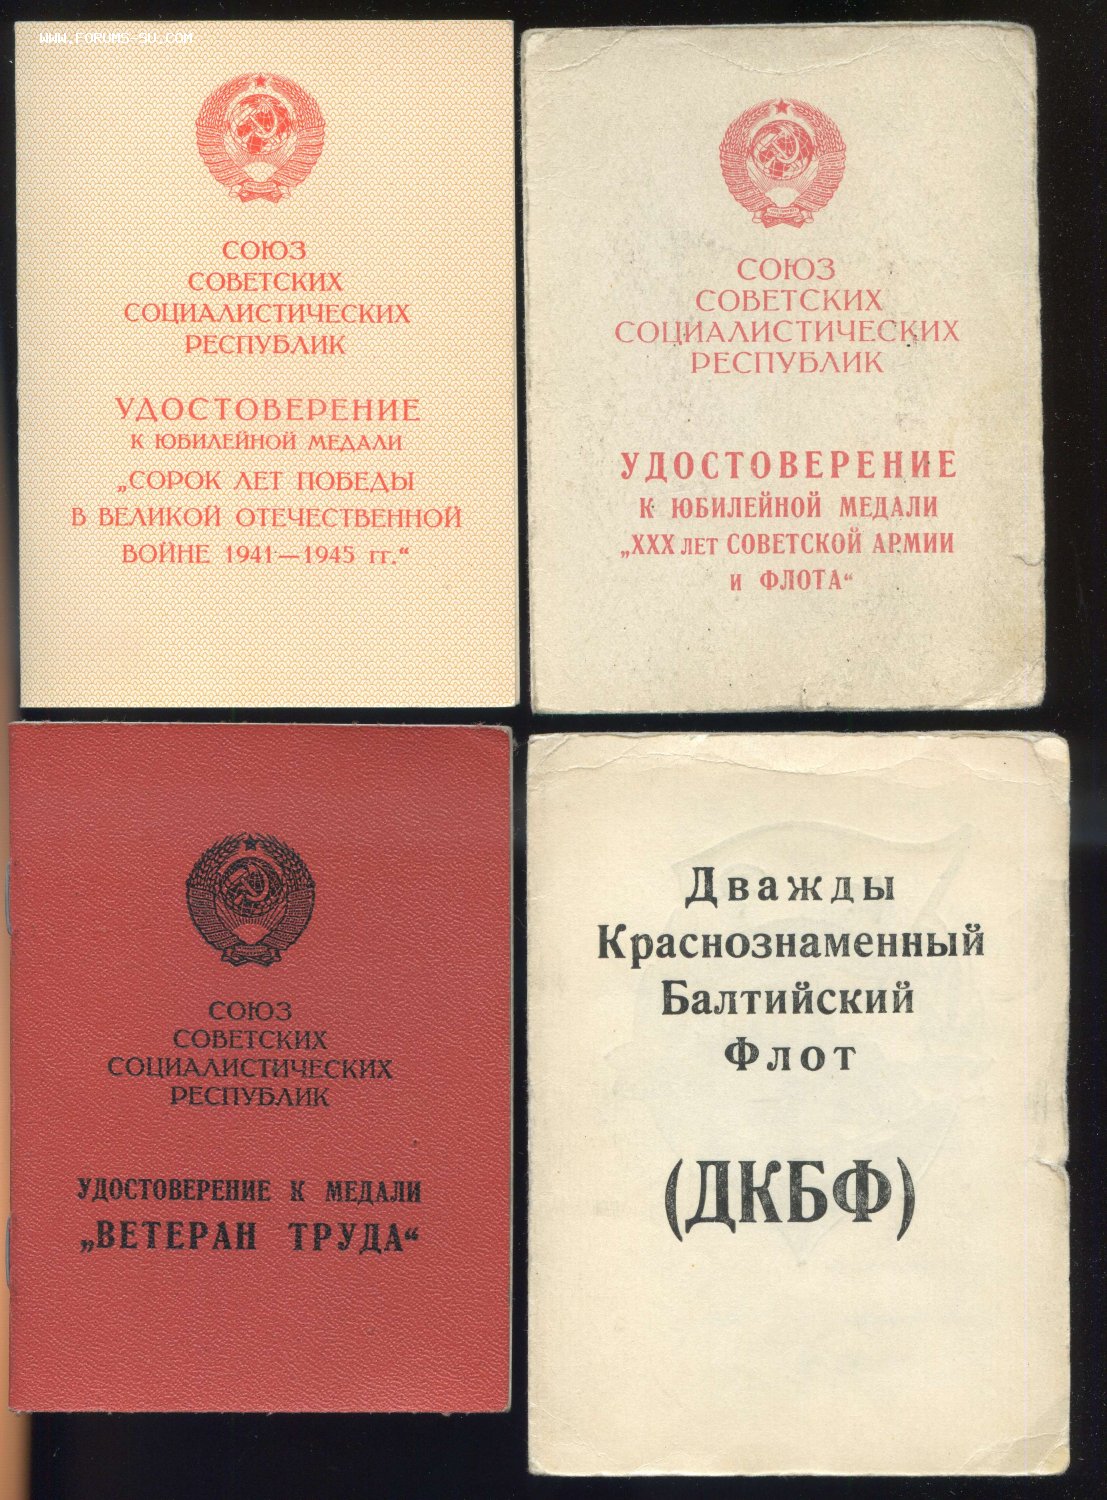 WWW.FORUMS-SU.COM
СОЮЗ
СОВЕТСКИХ
СОЦИАЛИСТИЧЕСКИХ
РЕСПУБЛИК
УДОСТОВЕРЕНИЕ
К ЮБИЛЕЙНОЙ МЕДАЛИ
„СОРОК ЛЕТ ПОБЕДЫ
В ВЕЛИКОЙ ОТЕЧЕСТВЕННОЙ
ВОЙНЕ 1941—1945 гг.“
СОЮЗ
СОВЕТСКИХ
СОЦИАЛИСТИЧЕСКИХ
РЕСПУБЛИК
УДОСТОВЕРЕНИЕ
К ЮБИЛЕЙНОЙ МЕДАЛИ
„XXX ЛЕТ СОВЕТСКОЙ АРМИИ
И ФЛОТА“
СОЮЗ
СОВЕТСКИХ
СОЦИАЛИСТИЧЕСКИХ
РЕСПУБЛИК
УДОСТОВЕРЕНИЕ К МЕДАЛИ
„ВЕТЕРАН ТРУДА“
Дважды
Краснознаменный
Балтийский
Флот
(ДКБФ)